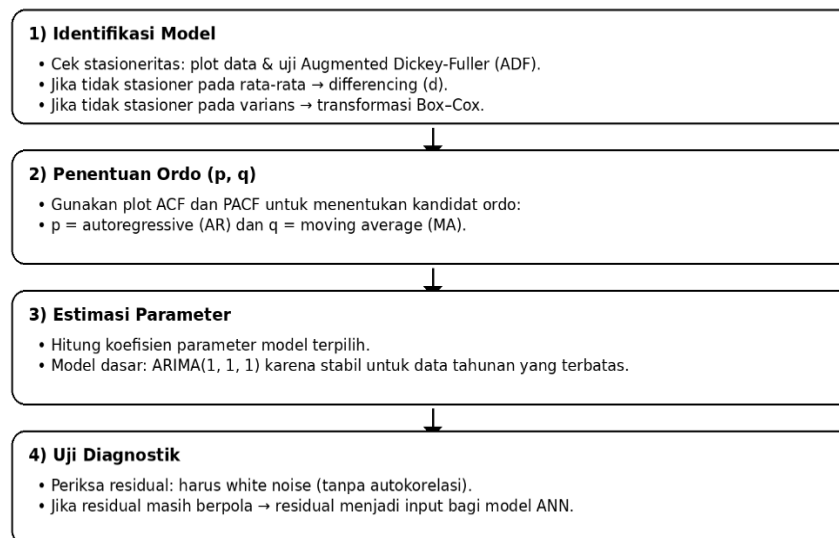 1) Identifikasi Model
• Cek stasioneritas: plot data & uji Augmented Dickey-Fuller (ADF).
• Jika tidak stasioner pada rata-rata → differencing (d).
• Jika tidak stasioner pada varians → transformasi Box–Cox.
2) Penentuan Ordo (p, q)
• Gunakan plot ACF dan PACF untuk menentukan kandidat ordo:
• p = autoregressive (AR) dan q = moving average (MA).
3) Estimasi Parameter
• Hitung koefisien parameter model terpilih.
• Model dasar: ARIMA(1, 1, 1) karena stabil untuk data tahunan yang terbatas.
4) Uji Diagnostik
• Periksa residual: harus white noise (tanpa autokorelasi).
• Jika residual masih berpola → residual menjadi input bagi model ANN.